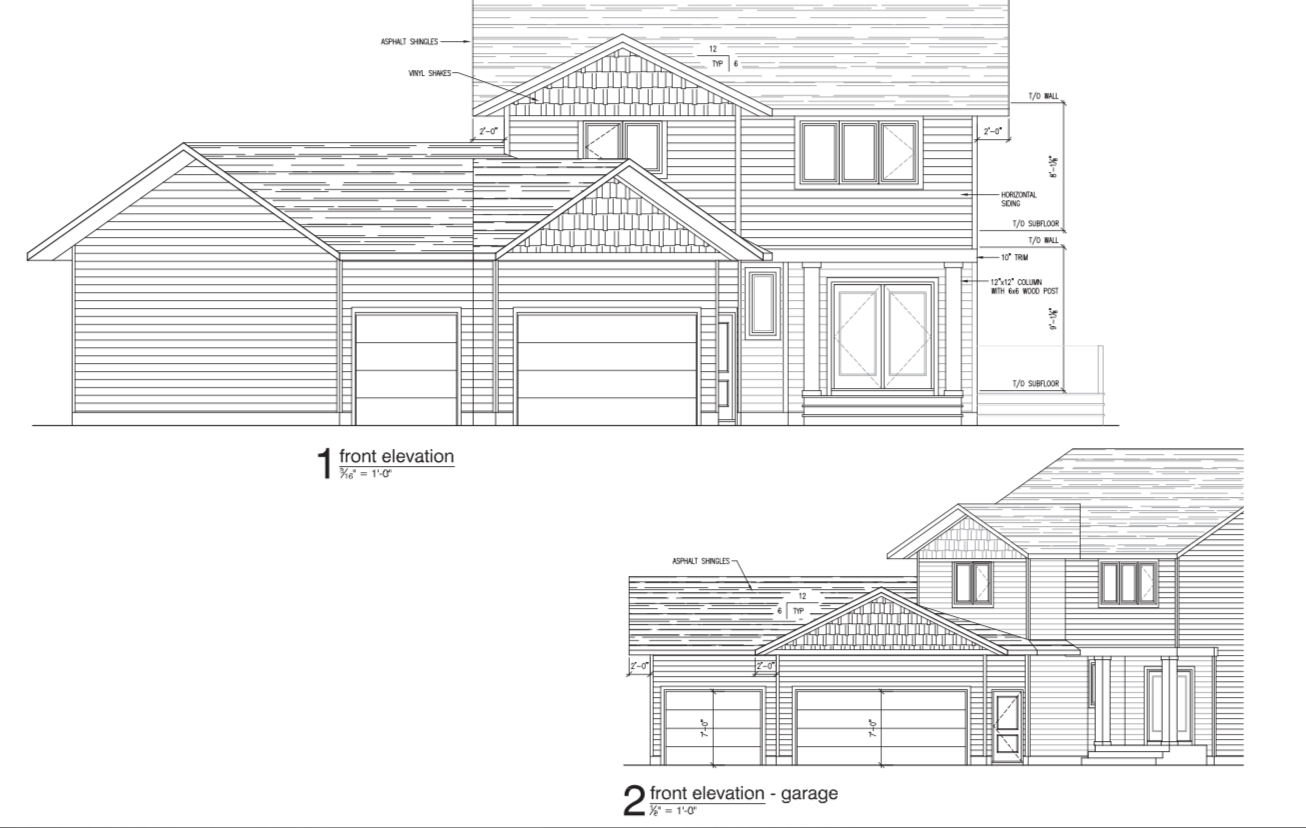 ASPHALT SHINGLES
12
TYP 6
VINYL SHAKES
T/O WALL
2'-0"
2'-0"
8'-1⅛"
HORIZONTAL
SIDING
T/O SUBFLOOR
T/O WALL
10" TRIM
12"x12" COLUMN
WITH 6x6 WOOD POST
9'-1⅛"
T/O SUBFLOOR
1 front elevation
3/16" = 1'-0"
ASPHALT SHINGLES
12
6 TYP
2'-0"
2'-0"
7'-0"
7'-0"
2 front elevation - garage
⅛" = 1'-0"